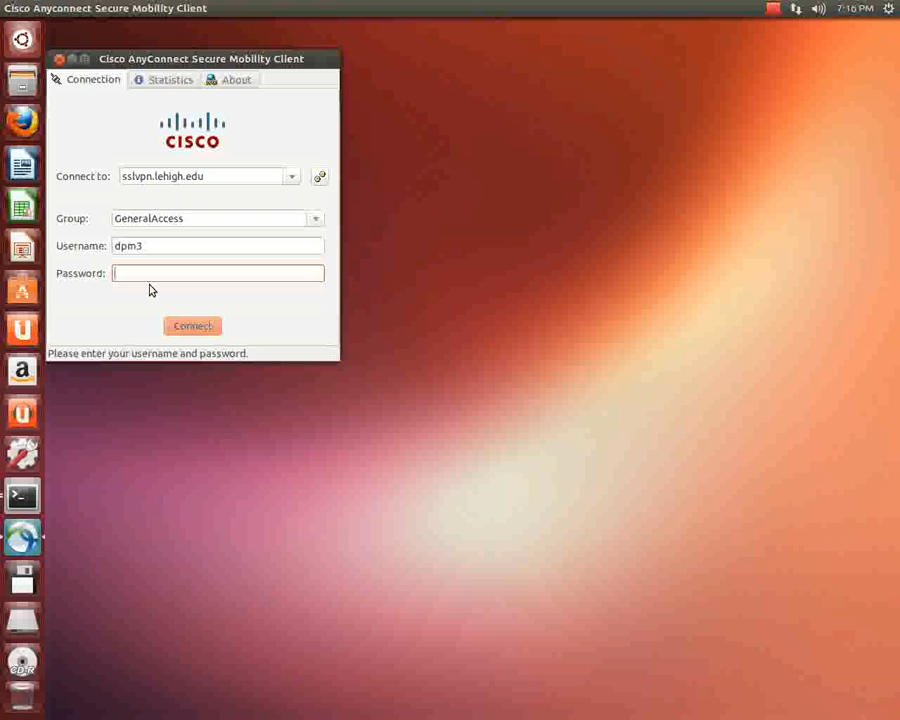 Cisco Anyconnect Secure Mobility Client
7:16 PM
Cisco AnyConnect Secure Mobility Client
Connection Statistics About
CISCO
Connect to: sslvpn.lehigh.edu
Group: GeneralAccess
Username: dpm3
Password:
Connect
Please enter your username and password.
CD-R